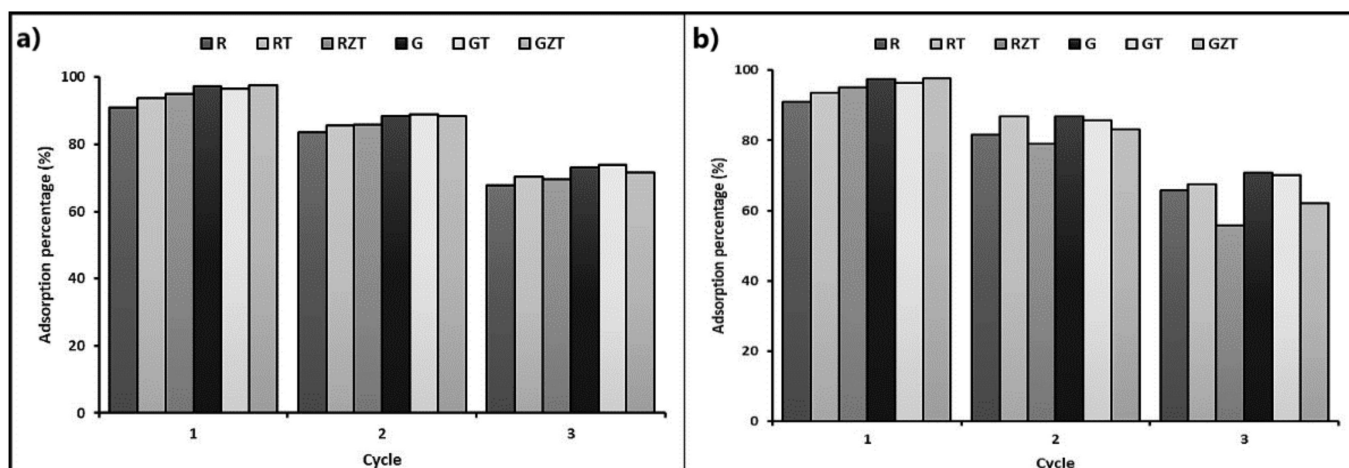 a)
R RT RZT G GT GZT
Adsorption percentage (%)
100
80
60
40
20
0
1 2 3
Cycle
b)
R RT RZT G GT GZT
Adsorption percentage (%)
100
80
60
40
20
0
1 2 3
Cycle